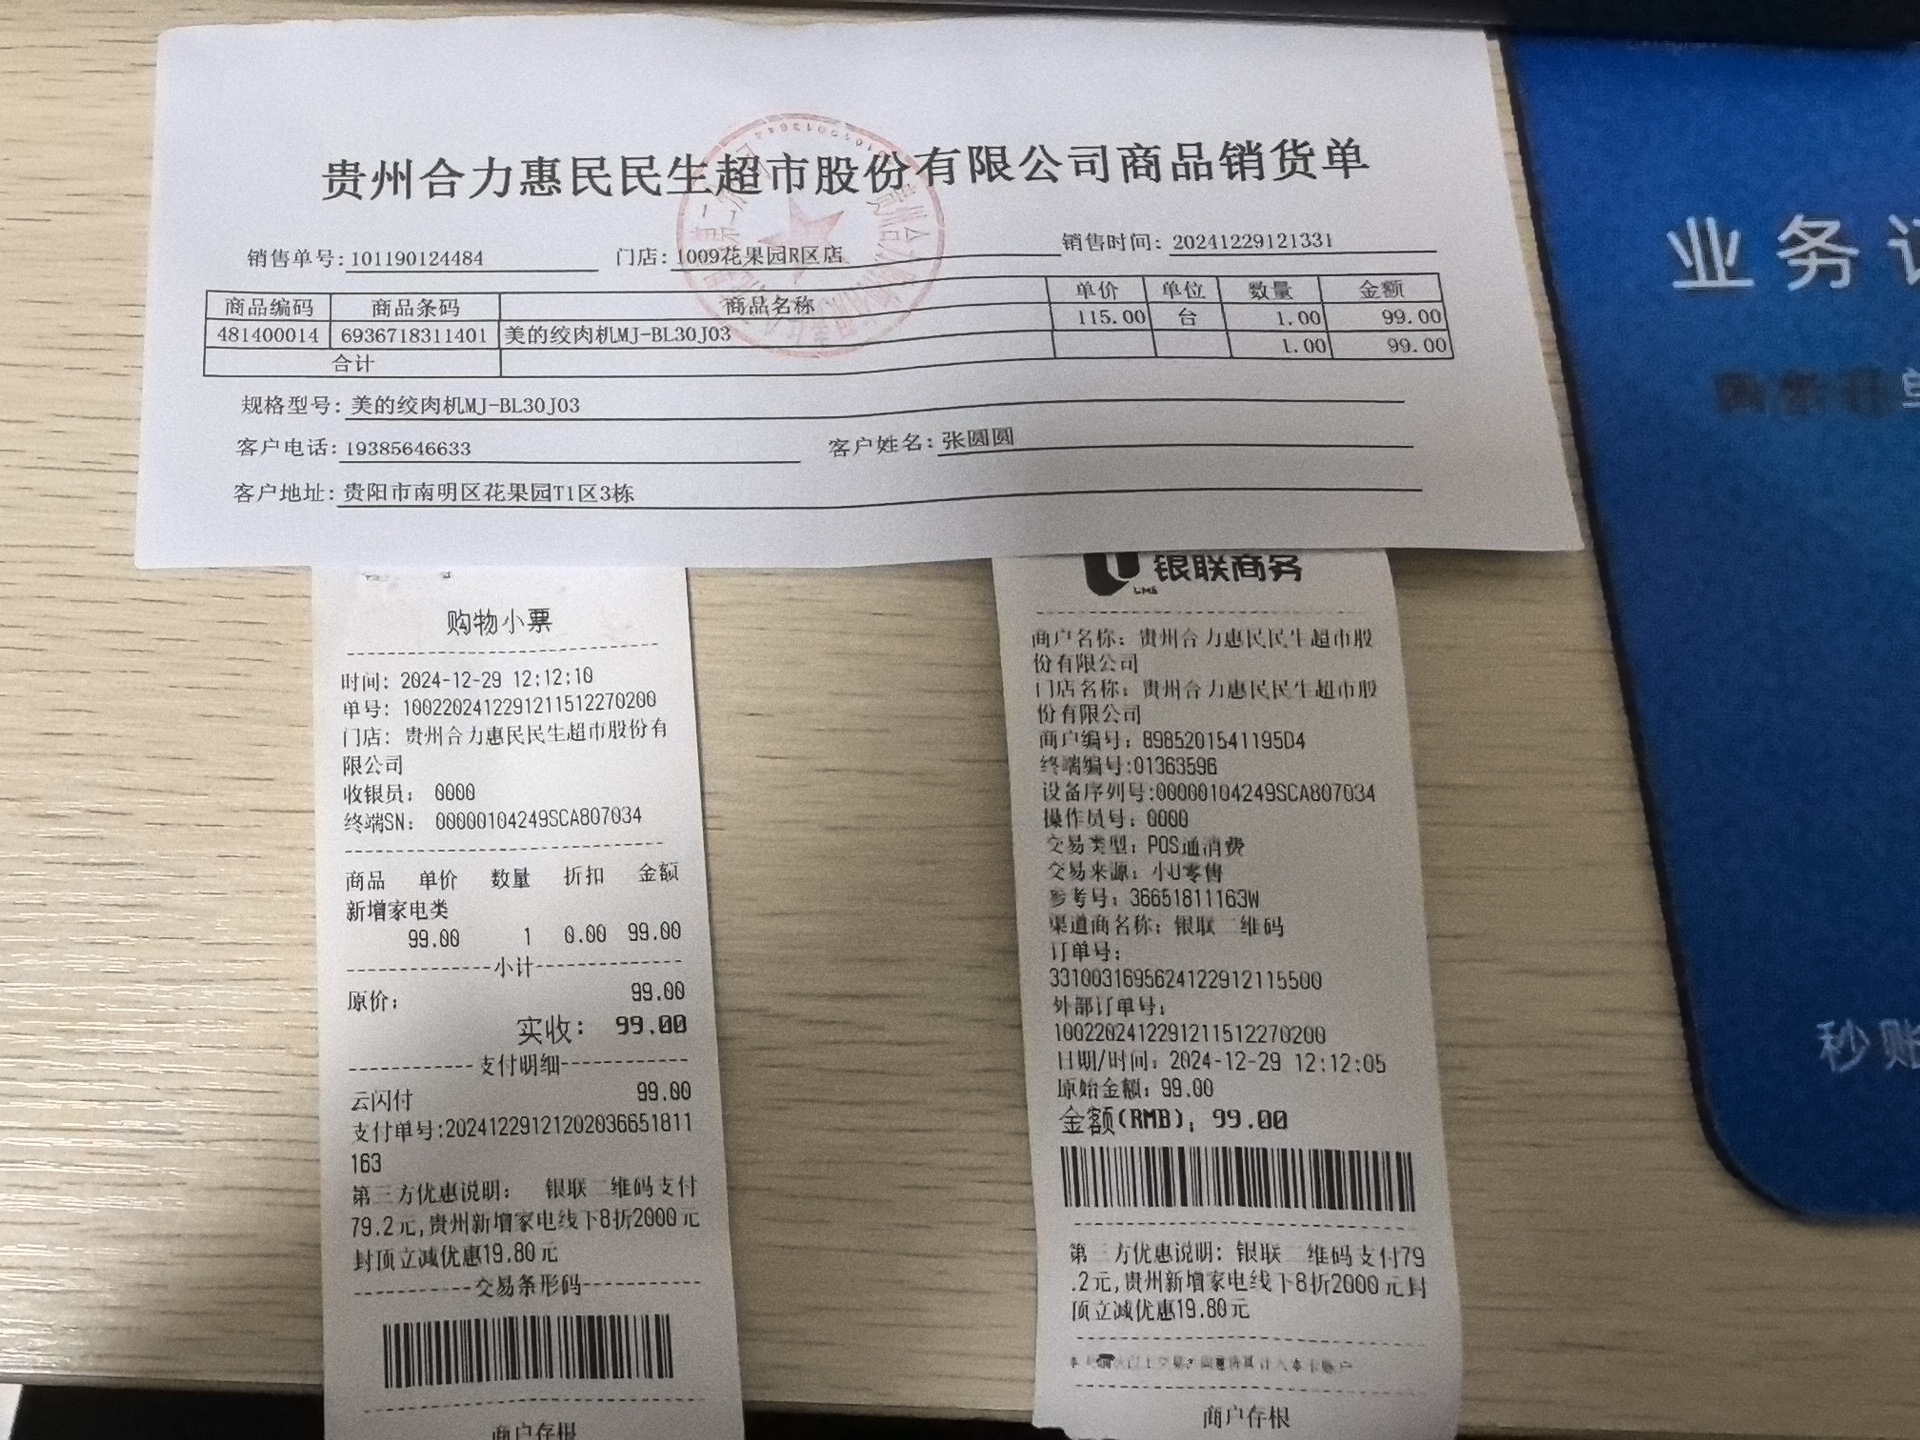 贵州合力惠民民生超市股份有限公司商品销货单
销售单号:101190124484 门店:1009花果园R区店 销售时间:20241229121331
商品编码 商品条码 商品名称 单价 单位 数量 金额
481400014 6936718311401 美的绞肉机MJ-BL30J03 115.00 台 1.00 99.00
合计 1.00 99.00
规格型号:美的绞肉机MJ-BL30J03
客户电话:19385646633 客户姓名:张圆圆
客户地址:贵阳市南明区花果园T1区3栋
购物小票
时间: 2024-12-29 12:12:10
单号: 10022024122912115122​70200
门店: 贵州合力惠民民生超市股份有
限公司
收银员: 0000
终端SN: 00000104249SCA807034
商品 单价 数量 折扣 金额
新增家电类
99.00 1 0.00 99.00
小计
原价: 99.00
实收: 99.00
支付明细
云闪付 99.00
支付单号:20241229121202036651811
163
第三方优惠说明: 银联二维码支付
79.2元,贵州新增家电线下8折2000元
封顶立减优惠19.80元
交易条形码
商户存根
银联商务
商户名称: 贵州合力惠民民生超市股
份有限公司
门店名称: 贵州合力惠民民生超市股
份有限公司
商户编号: 8985201541195D4
终端编号:01363596
设备序列号:00000104249SCA807034
操作员号: 0000
交易类型: POS通消费
交易来源: 小U零售
参考号: 36651811163W
渠道商名称: 银联二维码
订单号:
33100316956241229121​15500
外部订单号:
10022024122912115122​70200
日期/时间: 2024-12-29 12:12:05
原始金额: 99.00
金额(RMB): 99.00
第三方优惠说明: 银联二维码支付79
.2元,贵州新增家电线下8折2000元封
顶立减优惠19.80元
商户存根
业务
单
秒账